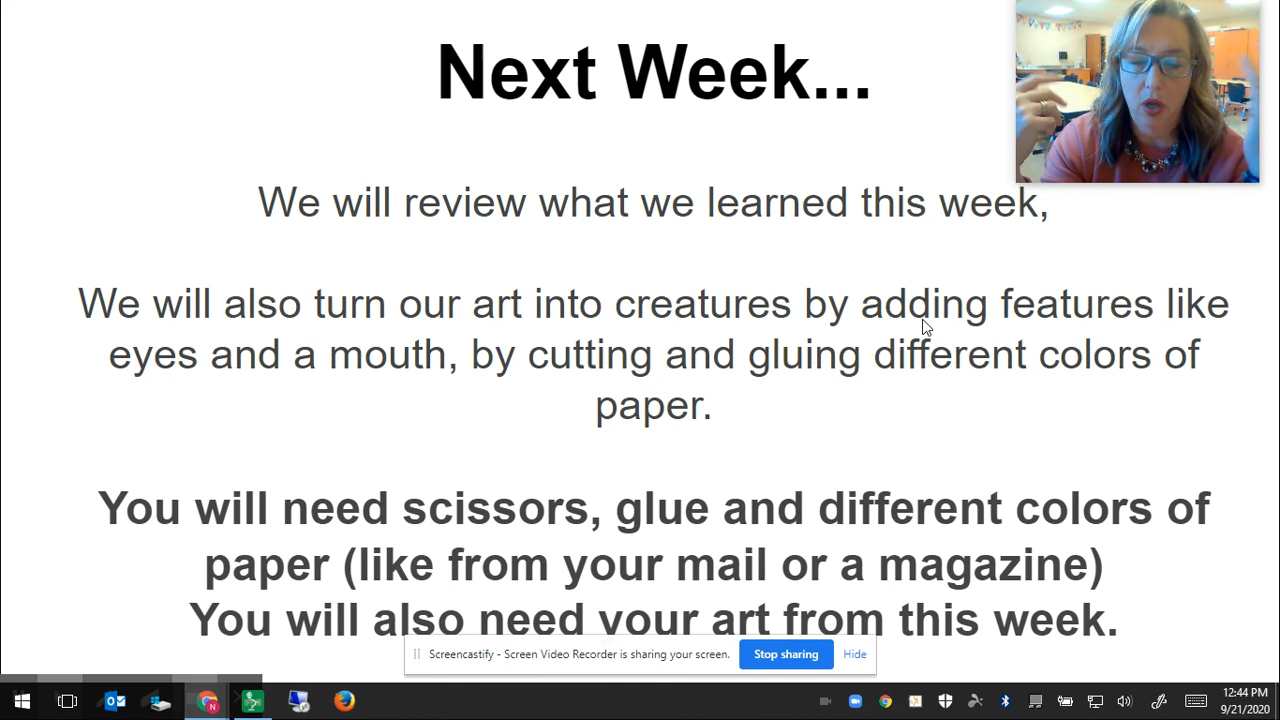 Next Week...
We will review what we learned this week,
We will also turn our art into creatures by adding features like
eyes and a mouth, by cutting and gluing different colors of
paper.
You will need scissors, glue and different colors of
paper (like from your mail or a magazine)
You will also need your art from this week.
Screencastify - Screen Video Recorder is sharing your screen.
Stop sharing
Hide
12:44 PM
9/21/2020